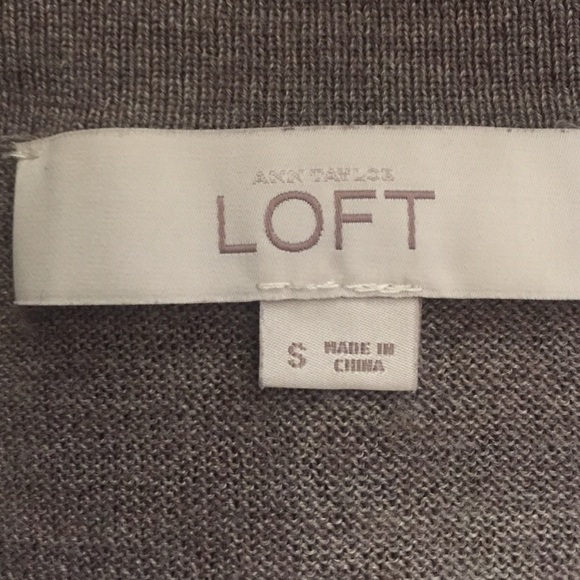 ANN TAYLOR
LOFT
S
MADE IN
CHINA